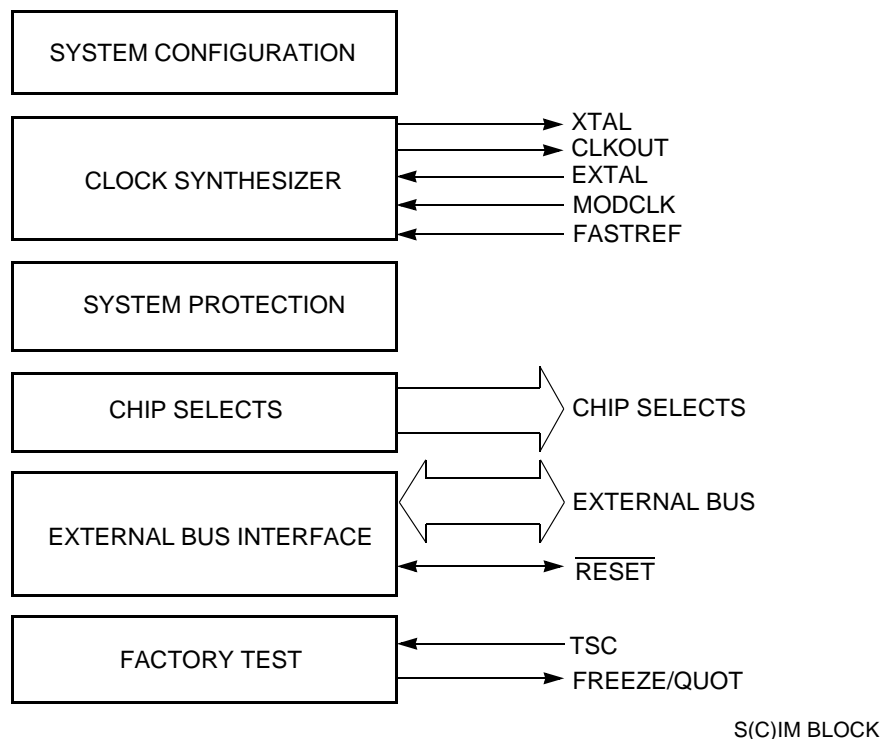 SYSTEM CONFIGURATION
CLOCK SYNTHESIZER
XTAL
CLKOUT
EXTAL
MODCLK
FASTREF
SYSTEM PROTECTION
CHIP SELECTS
CHIP SELECTS
EXTERNAL BUS INTERFACE
EXTERNAL BUS
RESET
FACTORY TEST
TSC
FREEZE/QUOT
S(C)IM BLOCK